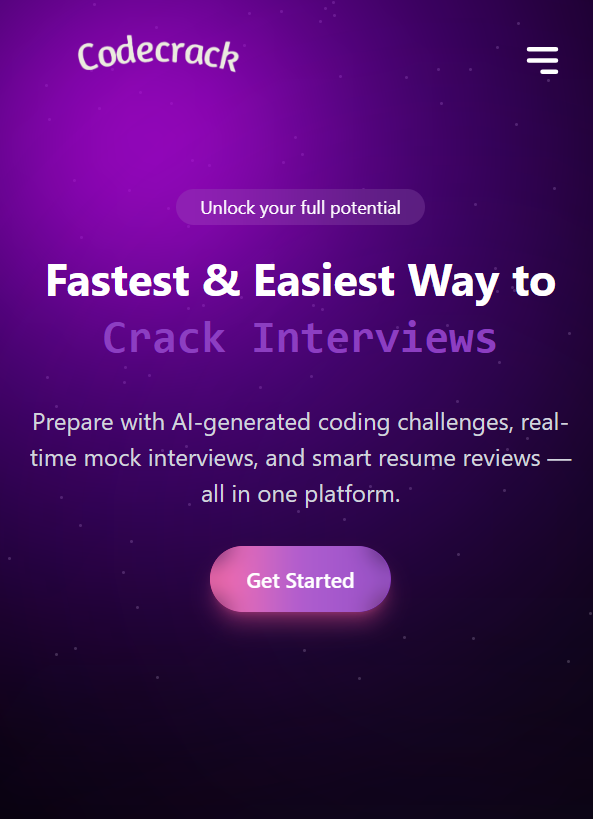 Codecrack
Unlock your full potential
Fastest & Easiest Way to
Crack Interviews
Prepare with AI-generated coding challenges, real-
time mock interviews, and smart resume reviews —
all in one platform.
Get Started